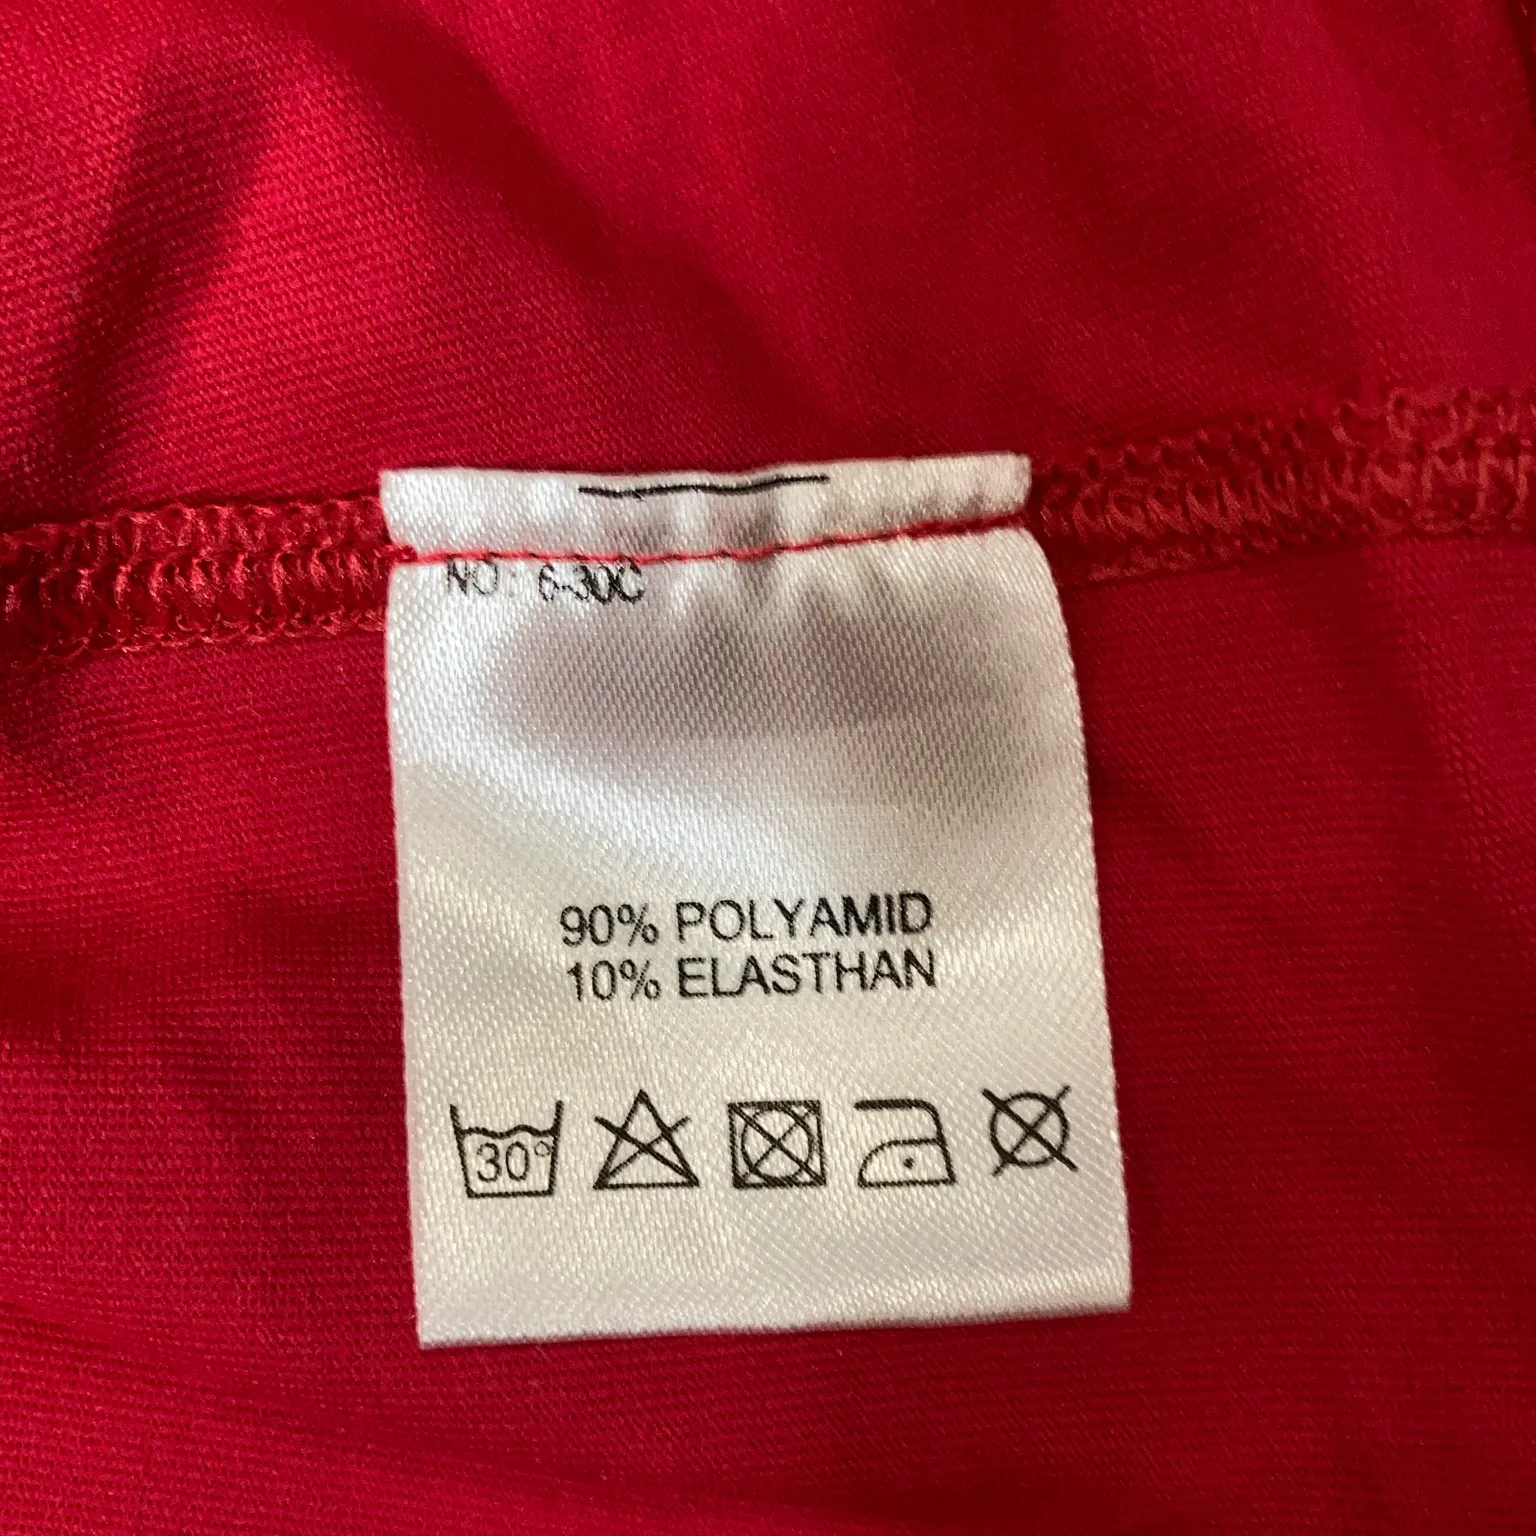 NO: 6-30C
90% POLYAMID
10% ELASTHAN
30°